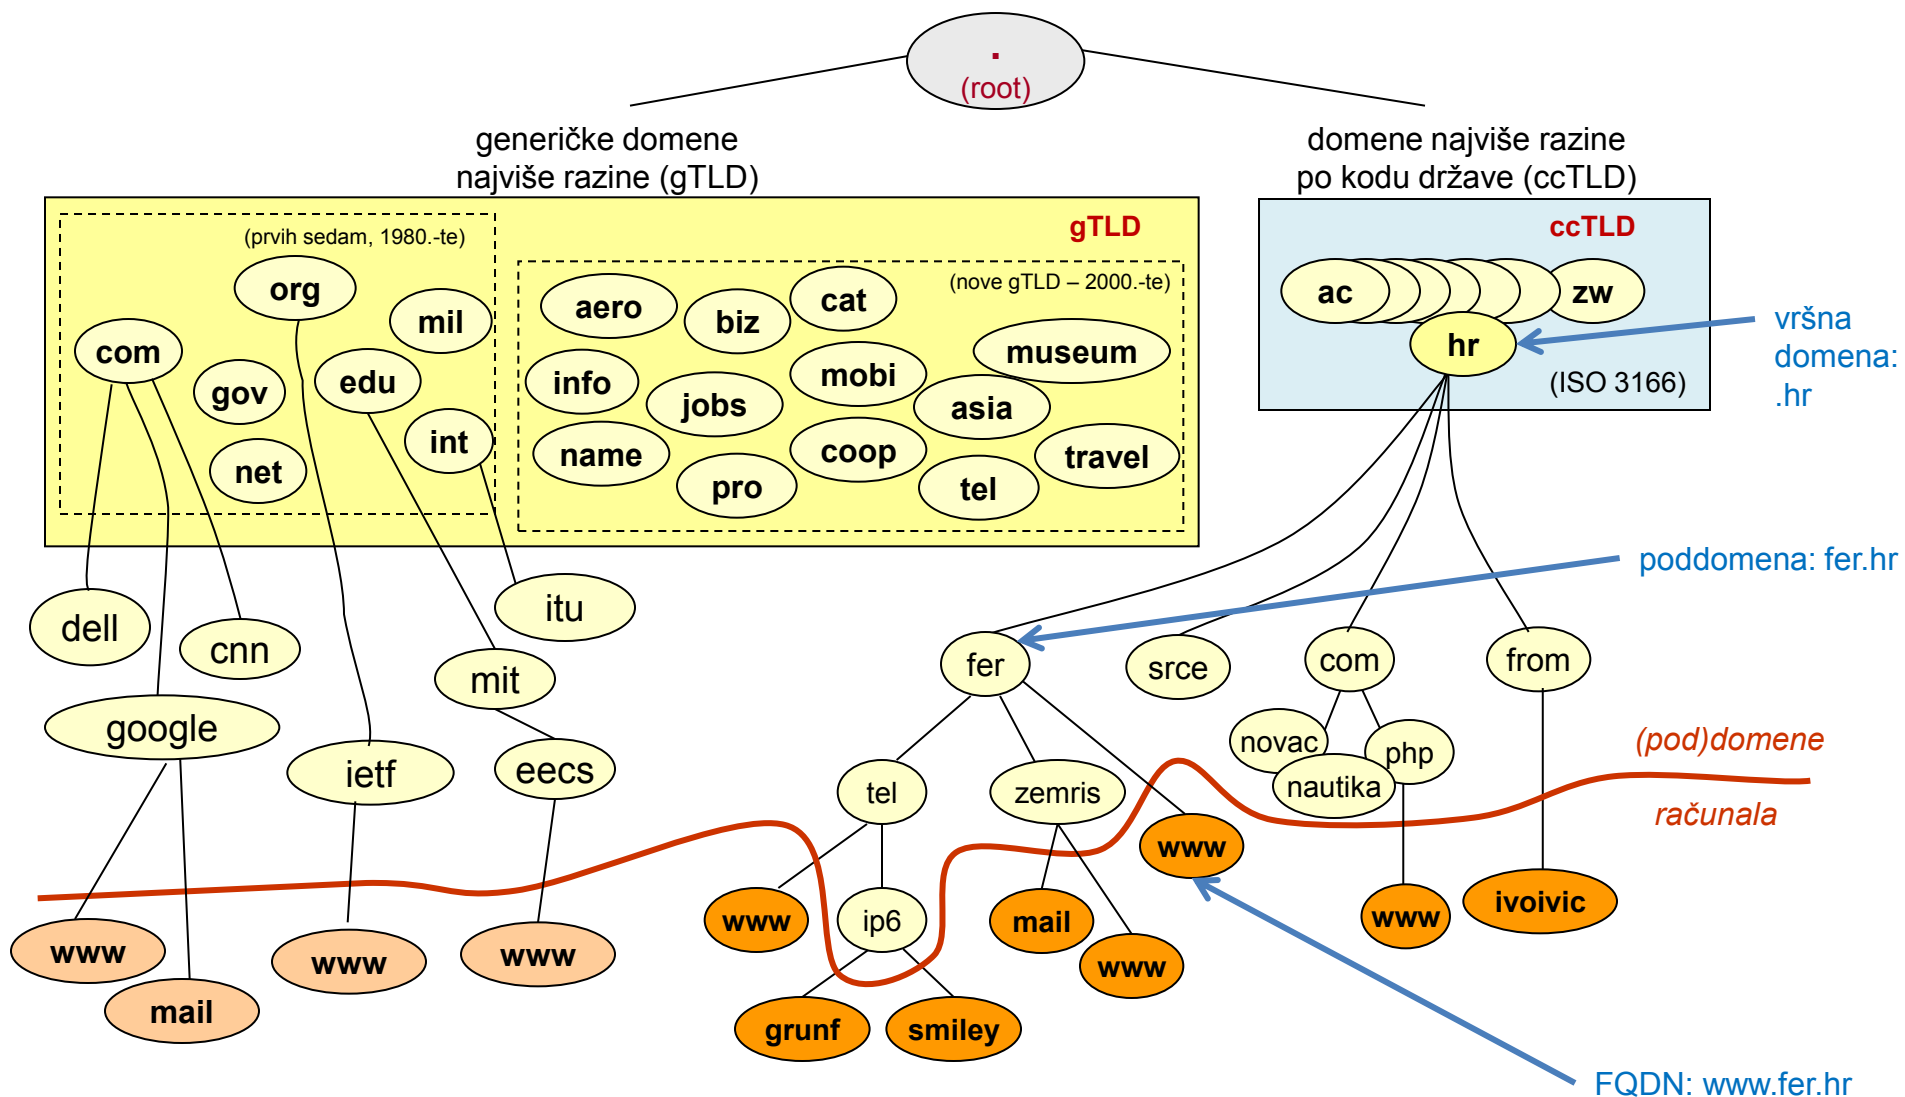 .
(root)
generičke domene
najviše razine (gTLD)
domene najviše razine
po kodu države (ccTLD)
gTLD
(prvih sedam, 1980.-te)
org
mil
com
gov
edu
int
net
(nove gTLD – 2000.-te)
aero
biz
cat
museum
info
jobs
mobi
asia
name
pro
coop
tel
travel
ccTLD
ac
zw
hr
(ISO 3166)
vršna
domena:
.hr
poddomena: fer.hr
dell
cnn
itu
mit
google
ietf
eecs
fer
srce
com
from
novac
php
nautika
tel
zemris
(pod)domene
računala
www
mail
www
www
www
ip6
mail
www
www
www
ivoivic
grunf
smiley
FQDN: www.fer.hr